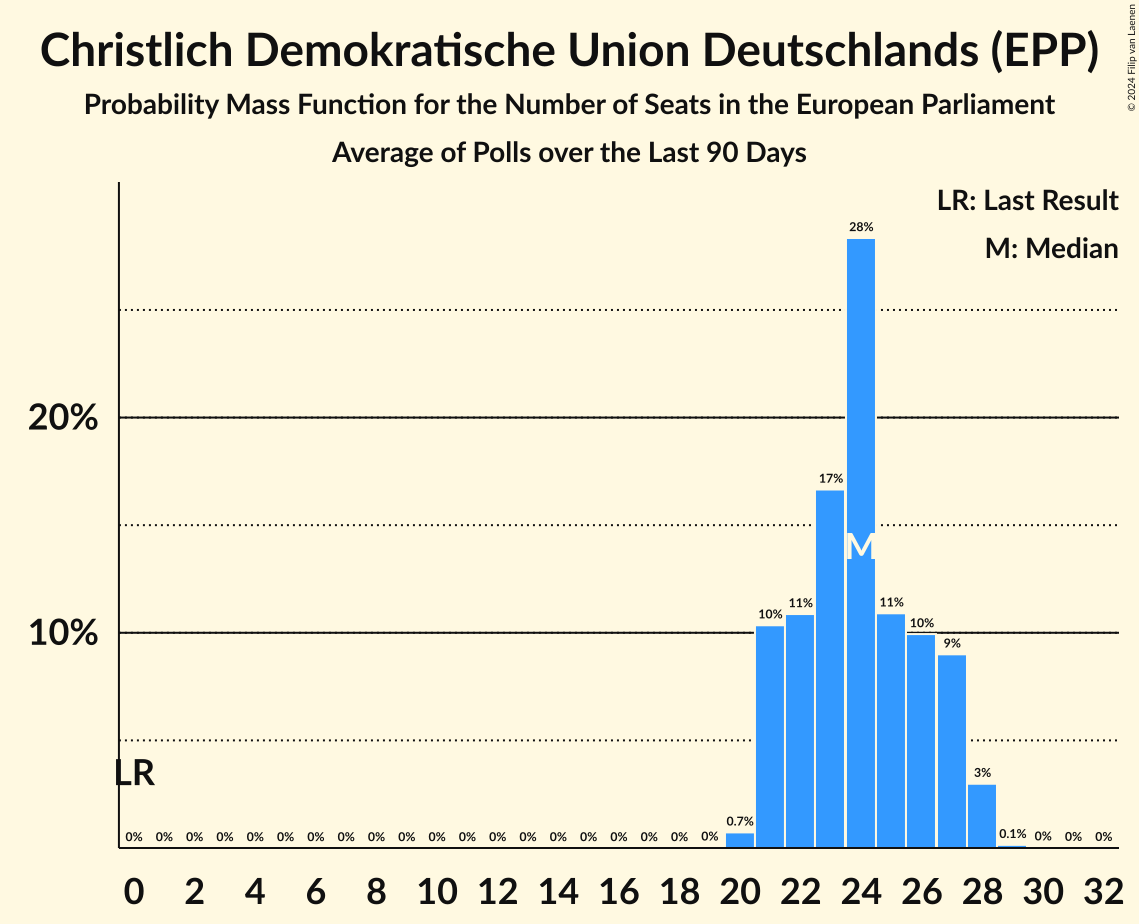 Christlich Demokratische Union Deutschlands (EPP)
Probability Mass Function for the Number of Seats in the European Parliament
Average of Polls over the Last 90 Days
© 2024 Filip van Laenen
LR: Last Result
M: Median
28%
20%
17%
M
10% 11% 11% 10% 9%
10%
LR
3%
0% 0% 0% 0% 0% 0% 0% 0% 0% 0% 0% 0% 0% 0% 0% 0% 0% 0% 0% 0% 0.7% 0.1% 0% 0% 0%
0 2 4 6 8 10 12 14 16 18 20 22 24 26 28 30 32